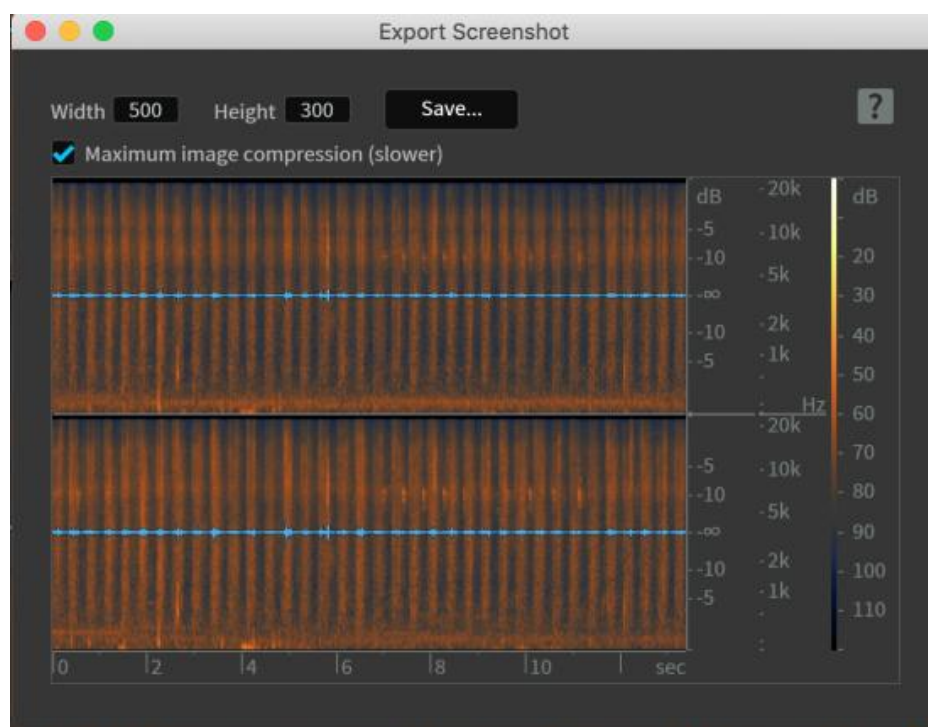 Export Screenshot
Width 500 Height 300 Save... ?
Maximum image compression (slower)
dB -20k dB
-5
-10k
-10 20
-5k
-∞ 30
-10 -2k 40
-5 -1k
50
Hz 60
-20k
-5 70
-10k
-10 80
-5k
-∞ 90
-10 -2k 100
-5 -1k
110
0 2 4 6 8 10 sec